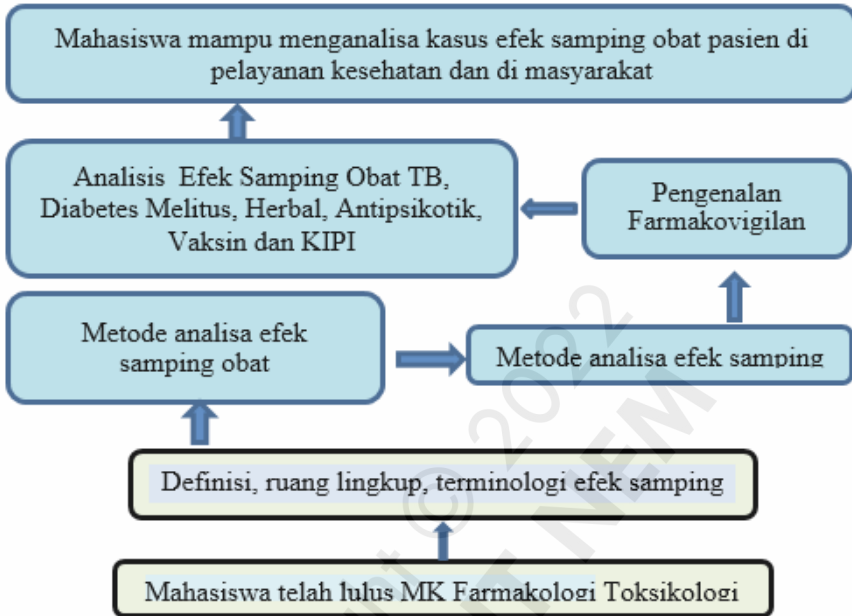 Mahasiswa mampu menganalisa kasus efek samping obat pasien di
pelayanan kesehatan dan di masyarakat
Analisis Efek Samping Obat TB,
Diabetes Melitus, Herbal, Antipsikotik,
Vaksin dan KIPI
Pengenalan
Farmakovigilan
Metode analisa efek
samping obat
Metode analisa efek samping
Definisi, ruang lingkup, terminologi efek samping
Mahasiswa telah lulus MK Farmakologi Toksikologi
© 2022
NEM